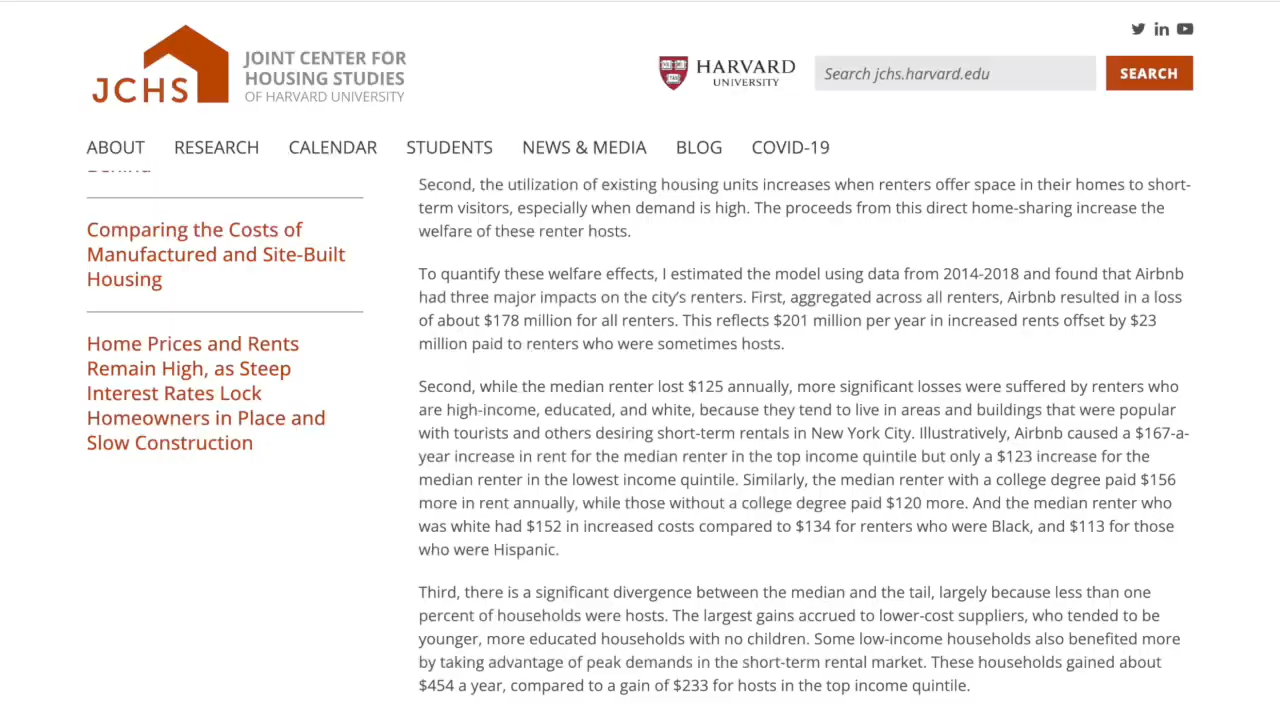 JCHS
JOINT CENTER FOR
HOUSING STUDIES
OF HARVARD UNIVERSITY
HARVARD
UNIVERSITY
Search jchs.harvard.edu
SEARCH
ABOUT RESEARCH CALENDAR STUDENTS NEWS & MEDIA BLOG COVID-19
Comparing the Costs of
Manufactured and Site-Built
Housing
Home Prices and Rents
Remain High, as Steep
Interest Rates Lock
Homeowners in Place and
Slow Construction
Second, the utilization of existing housing units increases when renters offer space in their homes to short-
term visitors, especially when demand is high. The proceeds from this direct home-sharing increase the
welfare of these renter hosts.
To quantify these welfare effects, I estimated the model using data from 2014-2018 and found that Airbnb
had three major impacts on the city’s renters. First, aggregated across all renters, Airbnb resulted in a loss
of about $178 million for all renters. This reflects $201 million per year in increased rents offset by $23
million paid to renters who were sometimes hosts.
Second, while the median renter lost $125 annually, more significant losses were suffered by renters who
are high-income, educated, and white, because they tend to live in areas and buildings that were popular
with tourists and others desiring short-term rentals in New York City. Illustratively, Airbnb caused a $167-a-
year increase in rent for the median renter in the top income quintile but only a $123 increase for the
median renter in the lowest income quintile. Similarly, the median renter with a college degree paid $156
more in rent annually, while those without a college degree paid $120 more. And the median renter who
was white had $152 in increased costs compared to $134 for renters who were Black, and $113 for those
who were Hispanic.
Third, there is a significant divergence between the median and the tail, largely because less than one
percent of households were hosts. The largest gains accrued to lower-cost suppliers, who tended to be
younger, more educated households with no children. Some low-income households also benefited more
by taking advantage of peak demands in the short-term rental market. These households gained about
$454 a year, compared to a gain of $233 for hosts in the top income quintile.